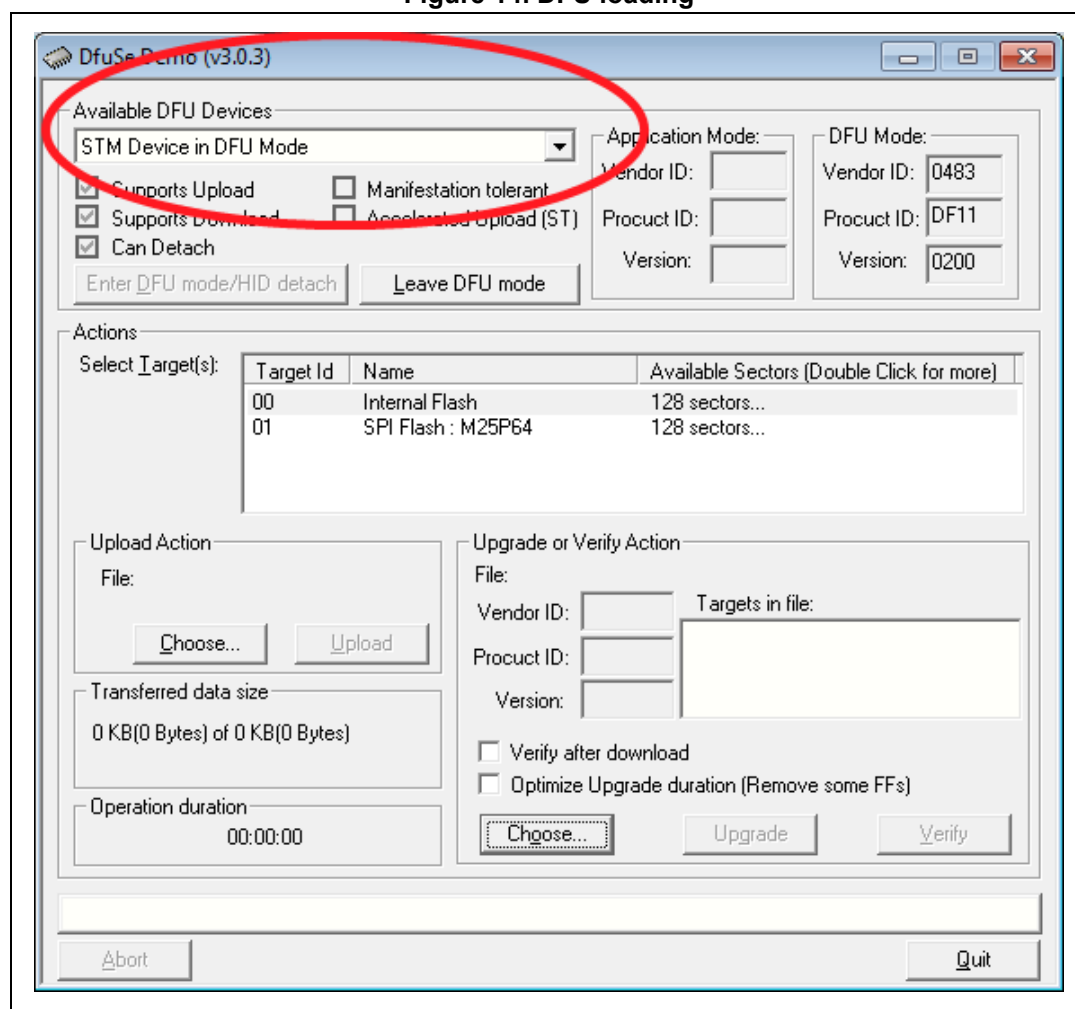 DfuSe Demo (v3.0.3)
Available DFU Devices
STM Device in DFU Mode
Supports Upload
Manifestation tolerant
Supports Download
Accelerated Upload (ST)
Can Detach
Enter DFU mode/HID detach
Leave DFU mode
Application Mode:
Vendor ID:
Procuct ID:
Version:
DFU Mode:
Vendor ID: 0483
Procuct ID: DF11
Version: 0200
Actions
Select Target(s):
Target Id Name Available Sectors (Double Click for more)
00 Internal Flash 128 sectors...
01 SPI Flash : M25P64 128 sectors...
Upload Action
File:
Choose...
Upload
Transferred data size
0 KB(0 Bytes) of 0 KB(0 Bytes)
Operation duration
00:00:00
Upgrade or Verify Action
File:
Vendor ID:
Procuct ID:
Version:
Targets in file:
Verify after download
Optimize Upgrade duration (Remove some FFs)
Choose...
Upgrade
Verify
Abort
Quit